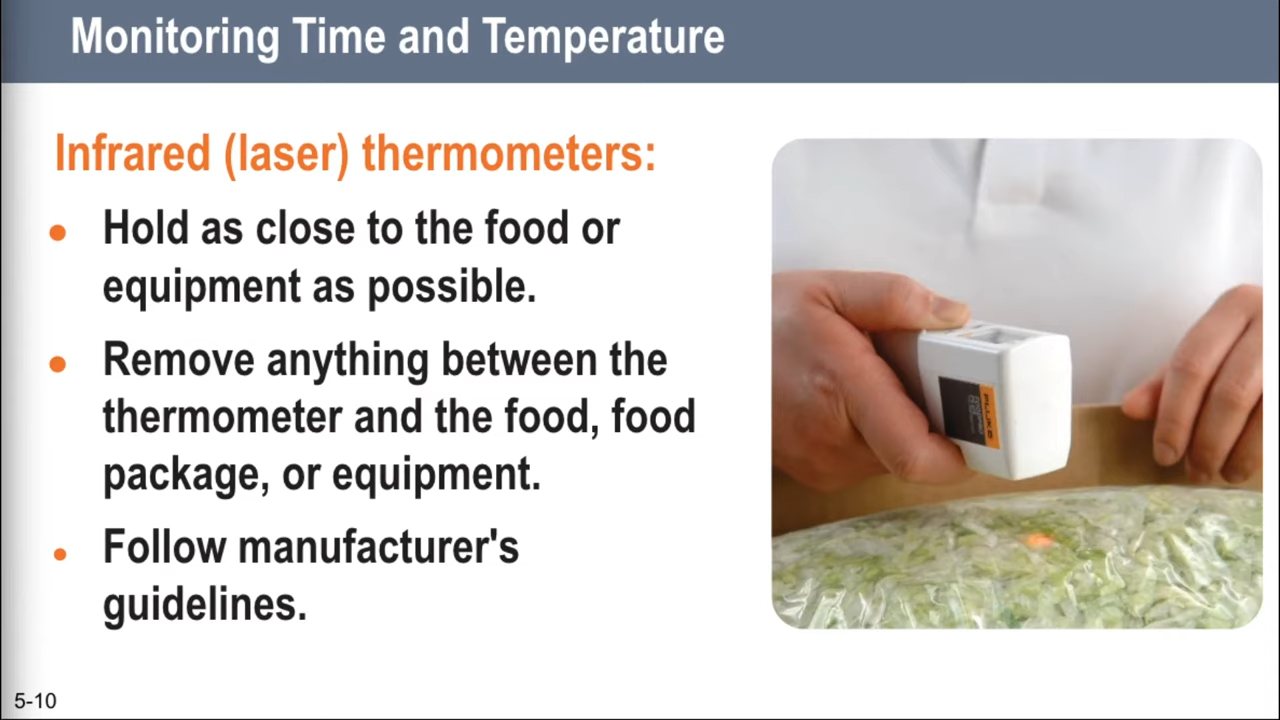 Monitoring Time and Temperature
Infrared (laser) thermometers:
Hold as close to the food or
equipment as possible.
Remove anything between the
thermometer and the food, food
package, or equipment.
Follow manufacturer's
guidelines.
FLUKE
5-10